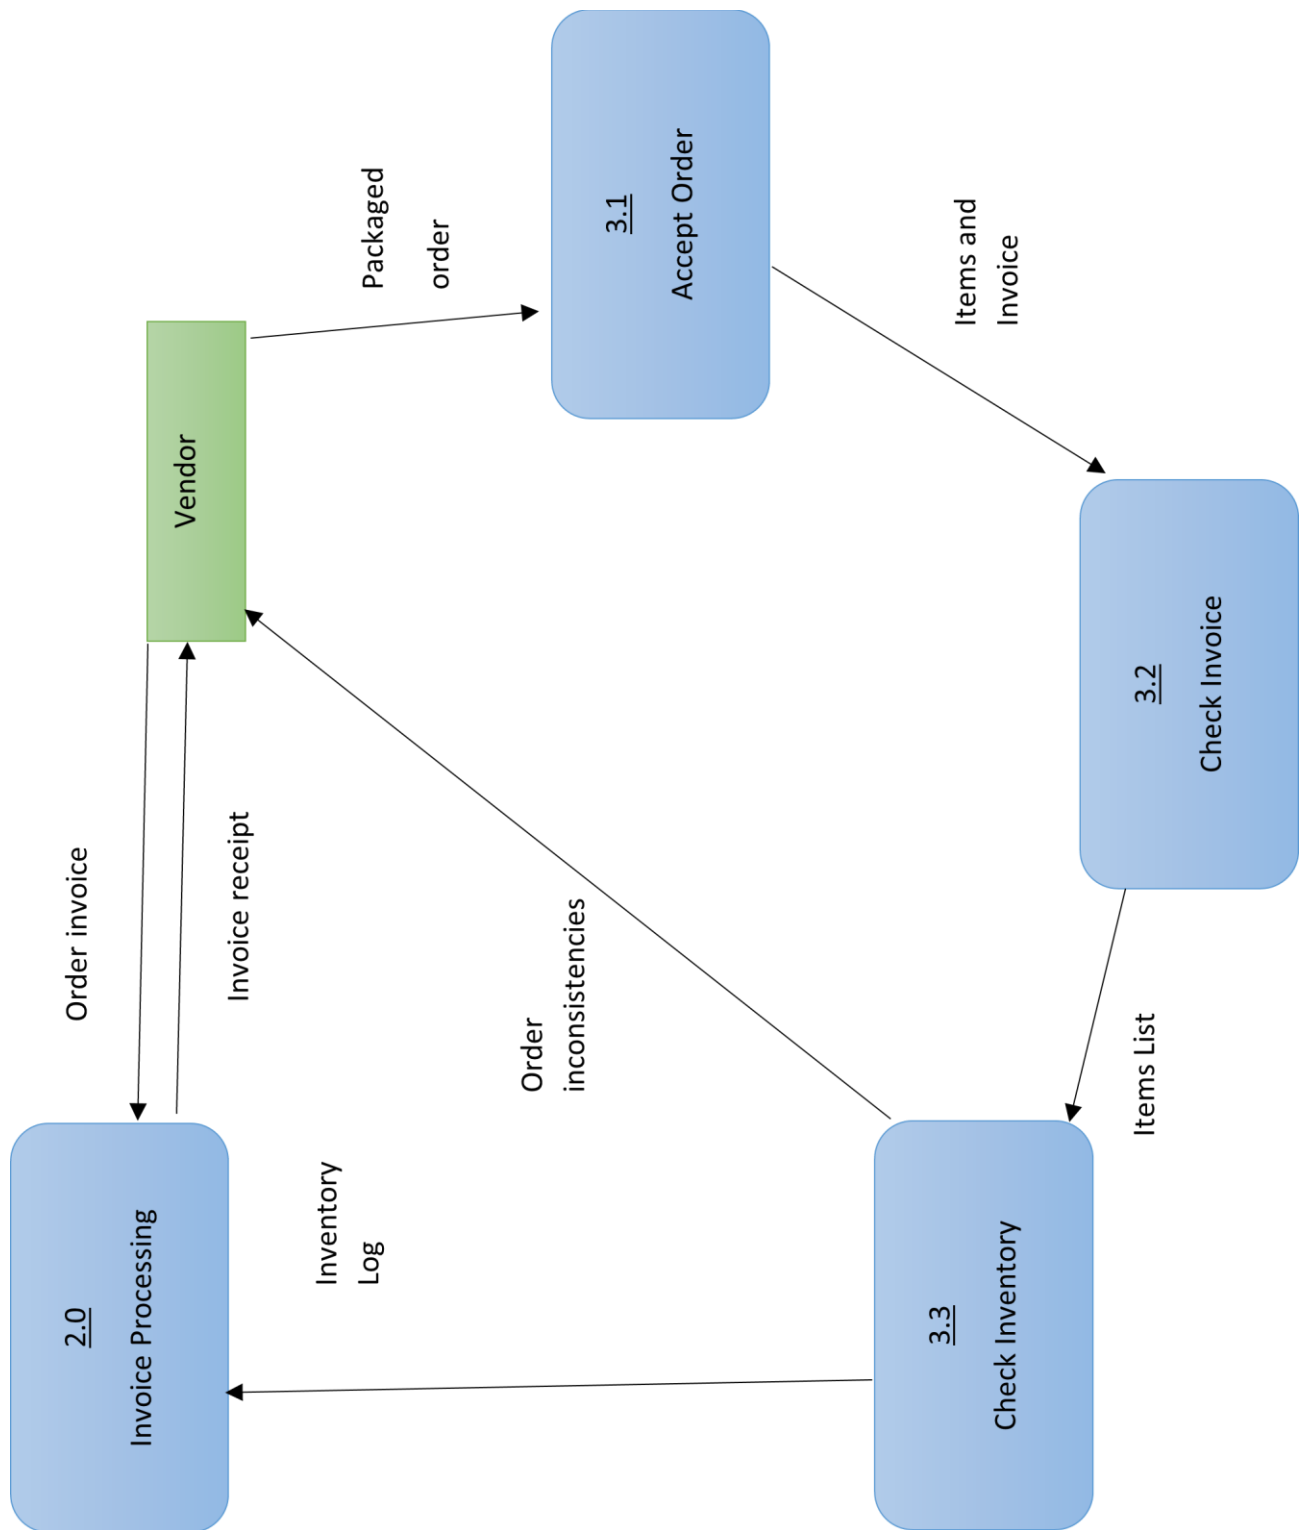 2.0
Invoice Processing
Order invoice
Invoice receipt
Vendor
Packaged
order
3.1
Accept Order
Items and
Invoice
3.2
Check Invoice
Items List
3.3
Check Inventory
Order
inconsistencies
Inventory
Log